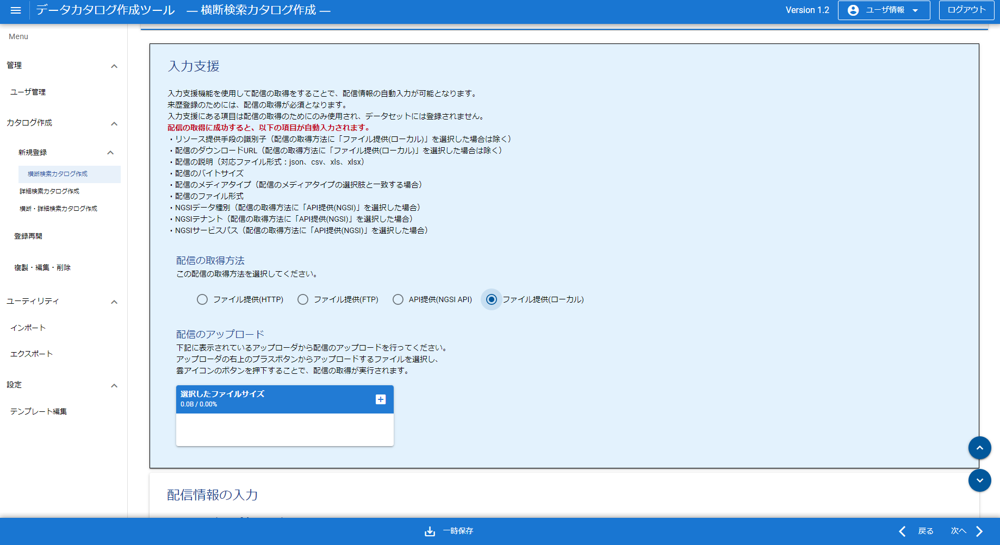 データカタログ作成ツール — 横断検索カタログ作成 —
Version 1.2
ユーザ情報
ログアウト
Menu
管理
ユーザ管理
カタログ作成
新規登録
横断検索カタログ作成
詳細検索カタログ作成
横断・詳細検索カタログ作成
登録再開
複製・編集・削除
ユーティリティ
インポート
エクスポート
設定
テンプレート編集
入力支援
入力支援機能を使用して配信の取得をすることで、配信情報の自動入力が可能となります。
来歴登録のためには、配信の取得が必須となります。
入力支援にある項目は配信の取得のためにのみ使用され、データセットには登録されません。
配信の取得に成功すると、以下の項目が自動入力されます。
・リソース提供手段の識別子（配信の取得方法に「ファイル提供(ローカル)」を選択した場合は除く）
・配信のダウンロードURL（配信の取得方法に「ファイル提供(ローカル)」を選択した場合は除く）
・配信の説明（対応ファイル形式：json、csv、xls、xlsx）
・配信のバイトサイズ
・配信のメディアタイプ（配信のメディアタイプの選択肢と一致する場合）
・配信のファイル形式
・NGSIデータ種別（配信の取得方法に「API提供(NGSI)」を選択した場合）
・NGSIテナント（配信の取得方法に「API提供(NGSI)」を選択した場合）
・NGSIサービスパス（配信の取得方法に「API提供(NGSI)」を選択した場合）
配信の取得方法
この配信の取得方法を選択してください。
ファイル提供(HTTP)
ファイル提供(FTP)
API提供(NGSI API)
ファイル提供(ローカル)
配信のアップロード
下記に表示されているアップローダから配信のアップロードを行ってください。
アップローダの右上のプラスボタンからアップロードするファイルを選択し、
雲アイコンのボタンを押下することで、配信の取得が実行されます。
選択したファイルサイズ
0.0B / 0.00%
配信情報の入力
一時保存
戻る
次へ